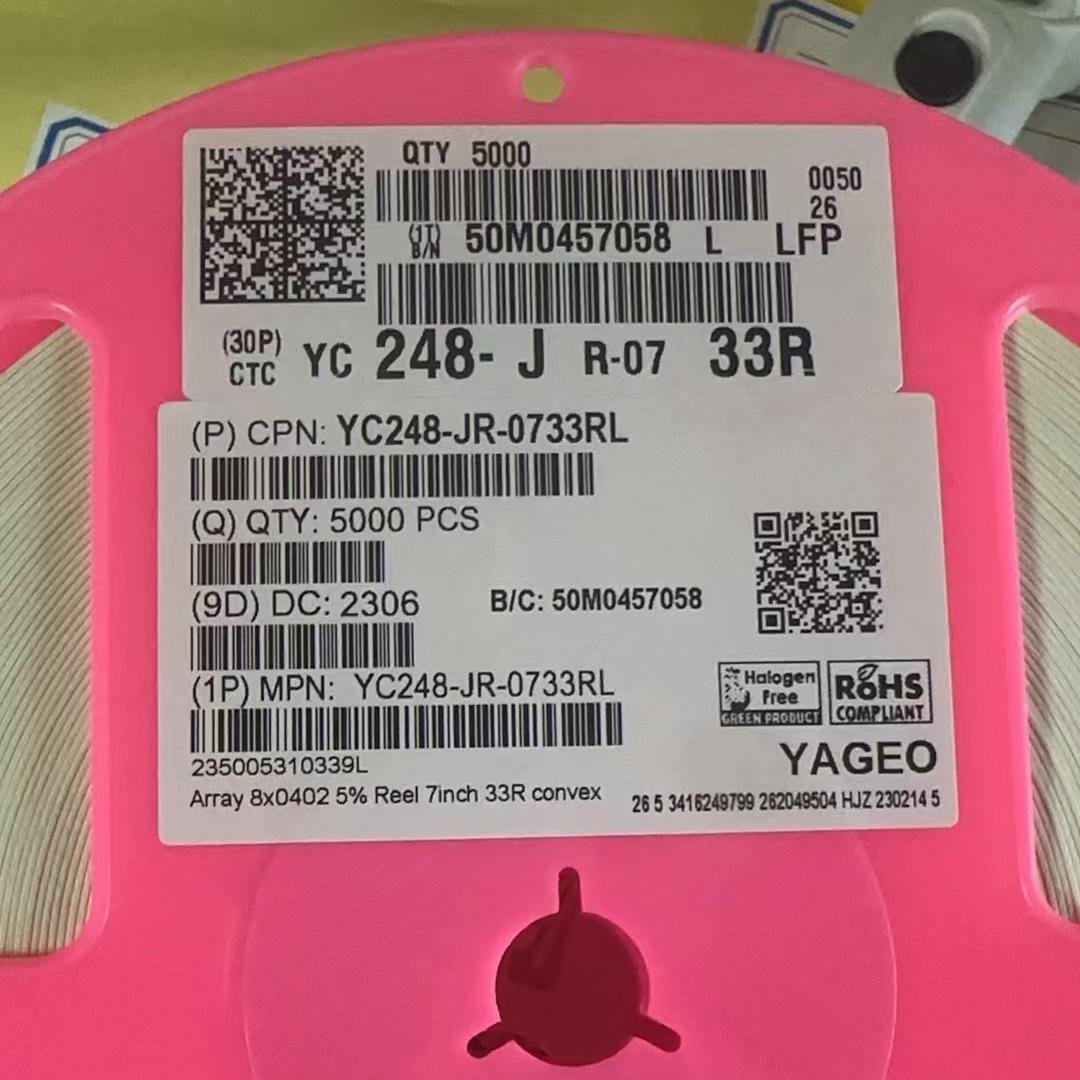 QTY 5000
0050
26
(1T)
B/N 50M0457058 L LFP
(30P)
CTC YC 248- J R-07 33R
(P) CPN: YC248-JR-0733RL
(Q) QTY: 5000 PCS
(9D) DC: 2306 B/C: 50M0457058
(1P) MPN: YC248-JR-0733RL
Halogen
Free
GREEN PRODUCT
RoHS
COMPLIANT
235005310339L
YAGEO
Array 8x0402 5% Reel 7inch 33R convex
26 5 3416249799 262049504 HJZ 230214 5